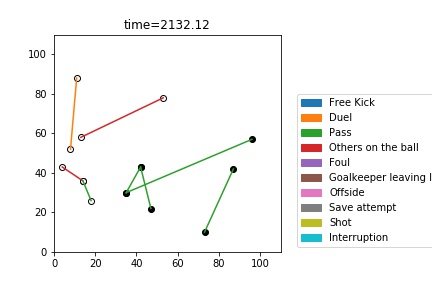 time=2132.12
100
80
60
40
20
0
0 20 40 60 80 100
Free Kick
Duel
Pass
Others on the ball
Foul
Goalkeeper leaving l
Offside
Save attempt
Shot
Interruption